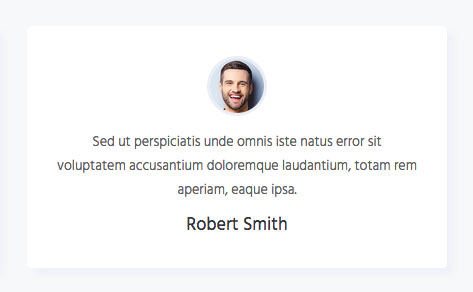 Sed ut perspiciatis unde omnis iste natus error sit
voluptatem accusantium doloremque laudantium, totam rem
aperiam, eaque ipsa.
Robert Smith